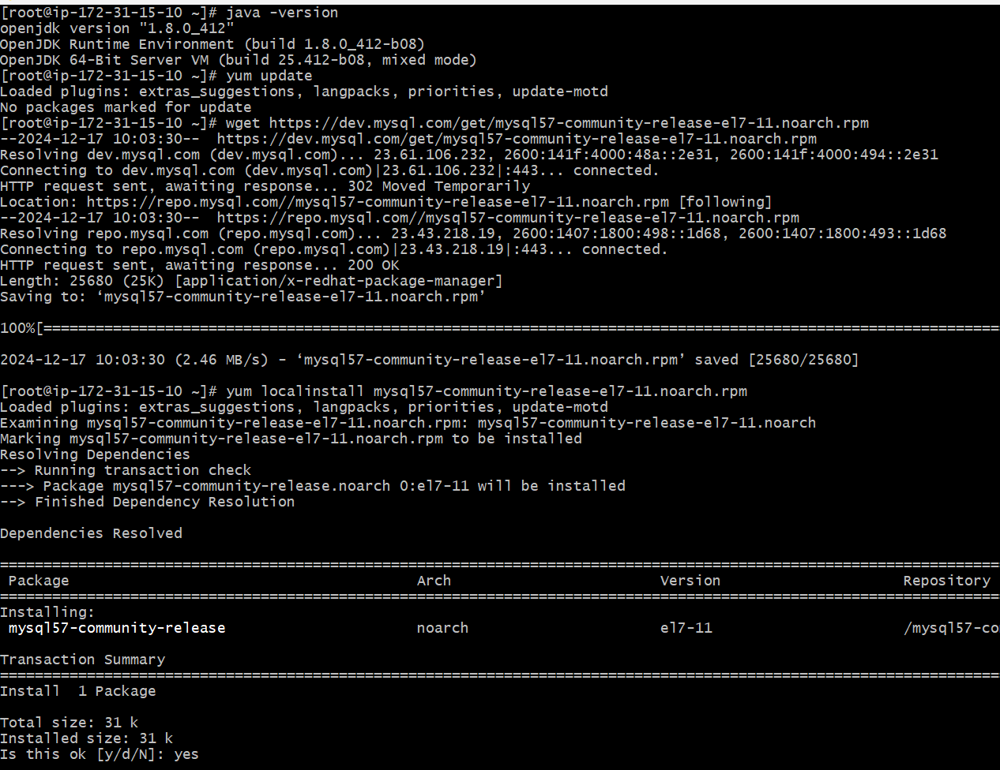 [root@ip-172-31-15-10 ~]# java -version
openjdk version "1.8.0_412"
OpenJDK Runtime Environment (build 1.8.0_412-b08)
OpenJDK 64-Bit Server VM (build 25.412-b08, mixed mode)
[root@ip-172-31-15-10 ~]# yum update
Loaded plugins: extras_suggestions, langpacks, priorities, update-motd
No packages marked for update
[root@ip-172-31-15-10 ~]# wget https://dev.mysql.com/get/mysql57-community-release-el7-11.noarch.rpm
--2024-12-17 10:03:30--  https://dev.mysql.com/get/mysql57-community-release-el7-11.noarch.rpm
Resolving dev.mysql.com (dev.mysql.com)... 23.61.106.232, 2600:141f:4000:48a::2e31, 2600:141f:4000:494::2e31
Connecting to dev.mysql.com (dev.mysql.com)|23.61.106.232|:443... connected.
HTTP request sent, awaiting response... 302 Moved Temporarily
Location: https://repo.mysql.com//mysql57-community-release-el7-11.noarch.rpm [following]
--2024-12-17 10:03:30--  https://repo.mysql.com//mysql57-community-release-el7-11.noarch.rpm
Resolving repo.mysql.com (repo.mysql.com)... 23.43.218.19, 2600:1407:1800:498::1d68, 2600:1407:1800:493::1d68
Connecting to repo.mysql.com (repo.mysql.com)|23.43.218.19|:443... connected.
HTTP request sent, awaiting response... 200 OK
Length: 25680 (25K) [application/x-redhat-package-manager]
Saving to: ‘mysql57-community-release-el7-11.noarch.rpm’
100%[==============================================================================================================
2024-12-17 10:03:30 (2.46 MB/s) - ‘mysql57-community-release-el7-11.noarch.rpm’ saved [25680/25680]
[root@ip-172-31-15-10 ~]# yum localinstall mysql57-community-release-el7-11.noarch.rpm
Loaded plugins: extras_suggestions, langpacks, priorities, update-motd
Examining mysql57-community-release-el7-11.noarch.rpm: mysql57-community-release-el7-11.noarch
Marking mysql57-community-release-el7-11.noarch.rpm to be installed
Resolving Dependencies
--> Running transaction check
---> Package mysql57-community-release.noarch 0:el7-11 will be installed
--> Finished Dependency Resolution
Dependencies Resolved
===================================================================================================================
 Package                                        Arch                        Version                     Repository
===================================================================================================================
Installing:
 mysql57-community-release                      noarch                      el7-11                      /mysql57-co
Transaction Summary
===================================================================================================================
Install  1 Package
Total size: 31 k
Installed size: 31 k
Is this ok [y/d/N]: yes